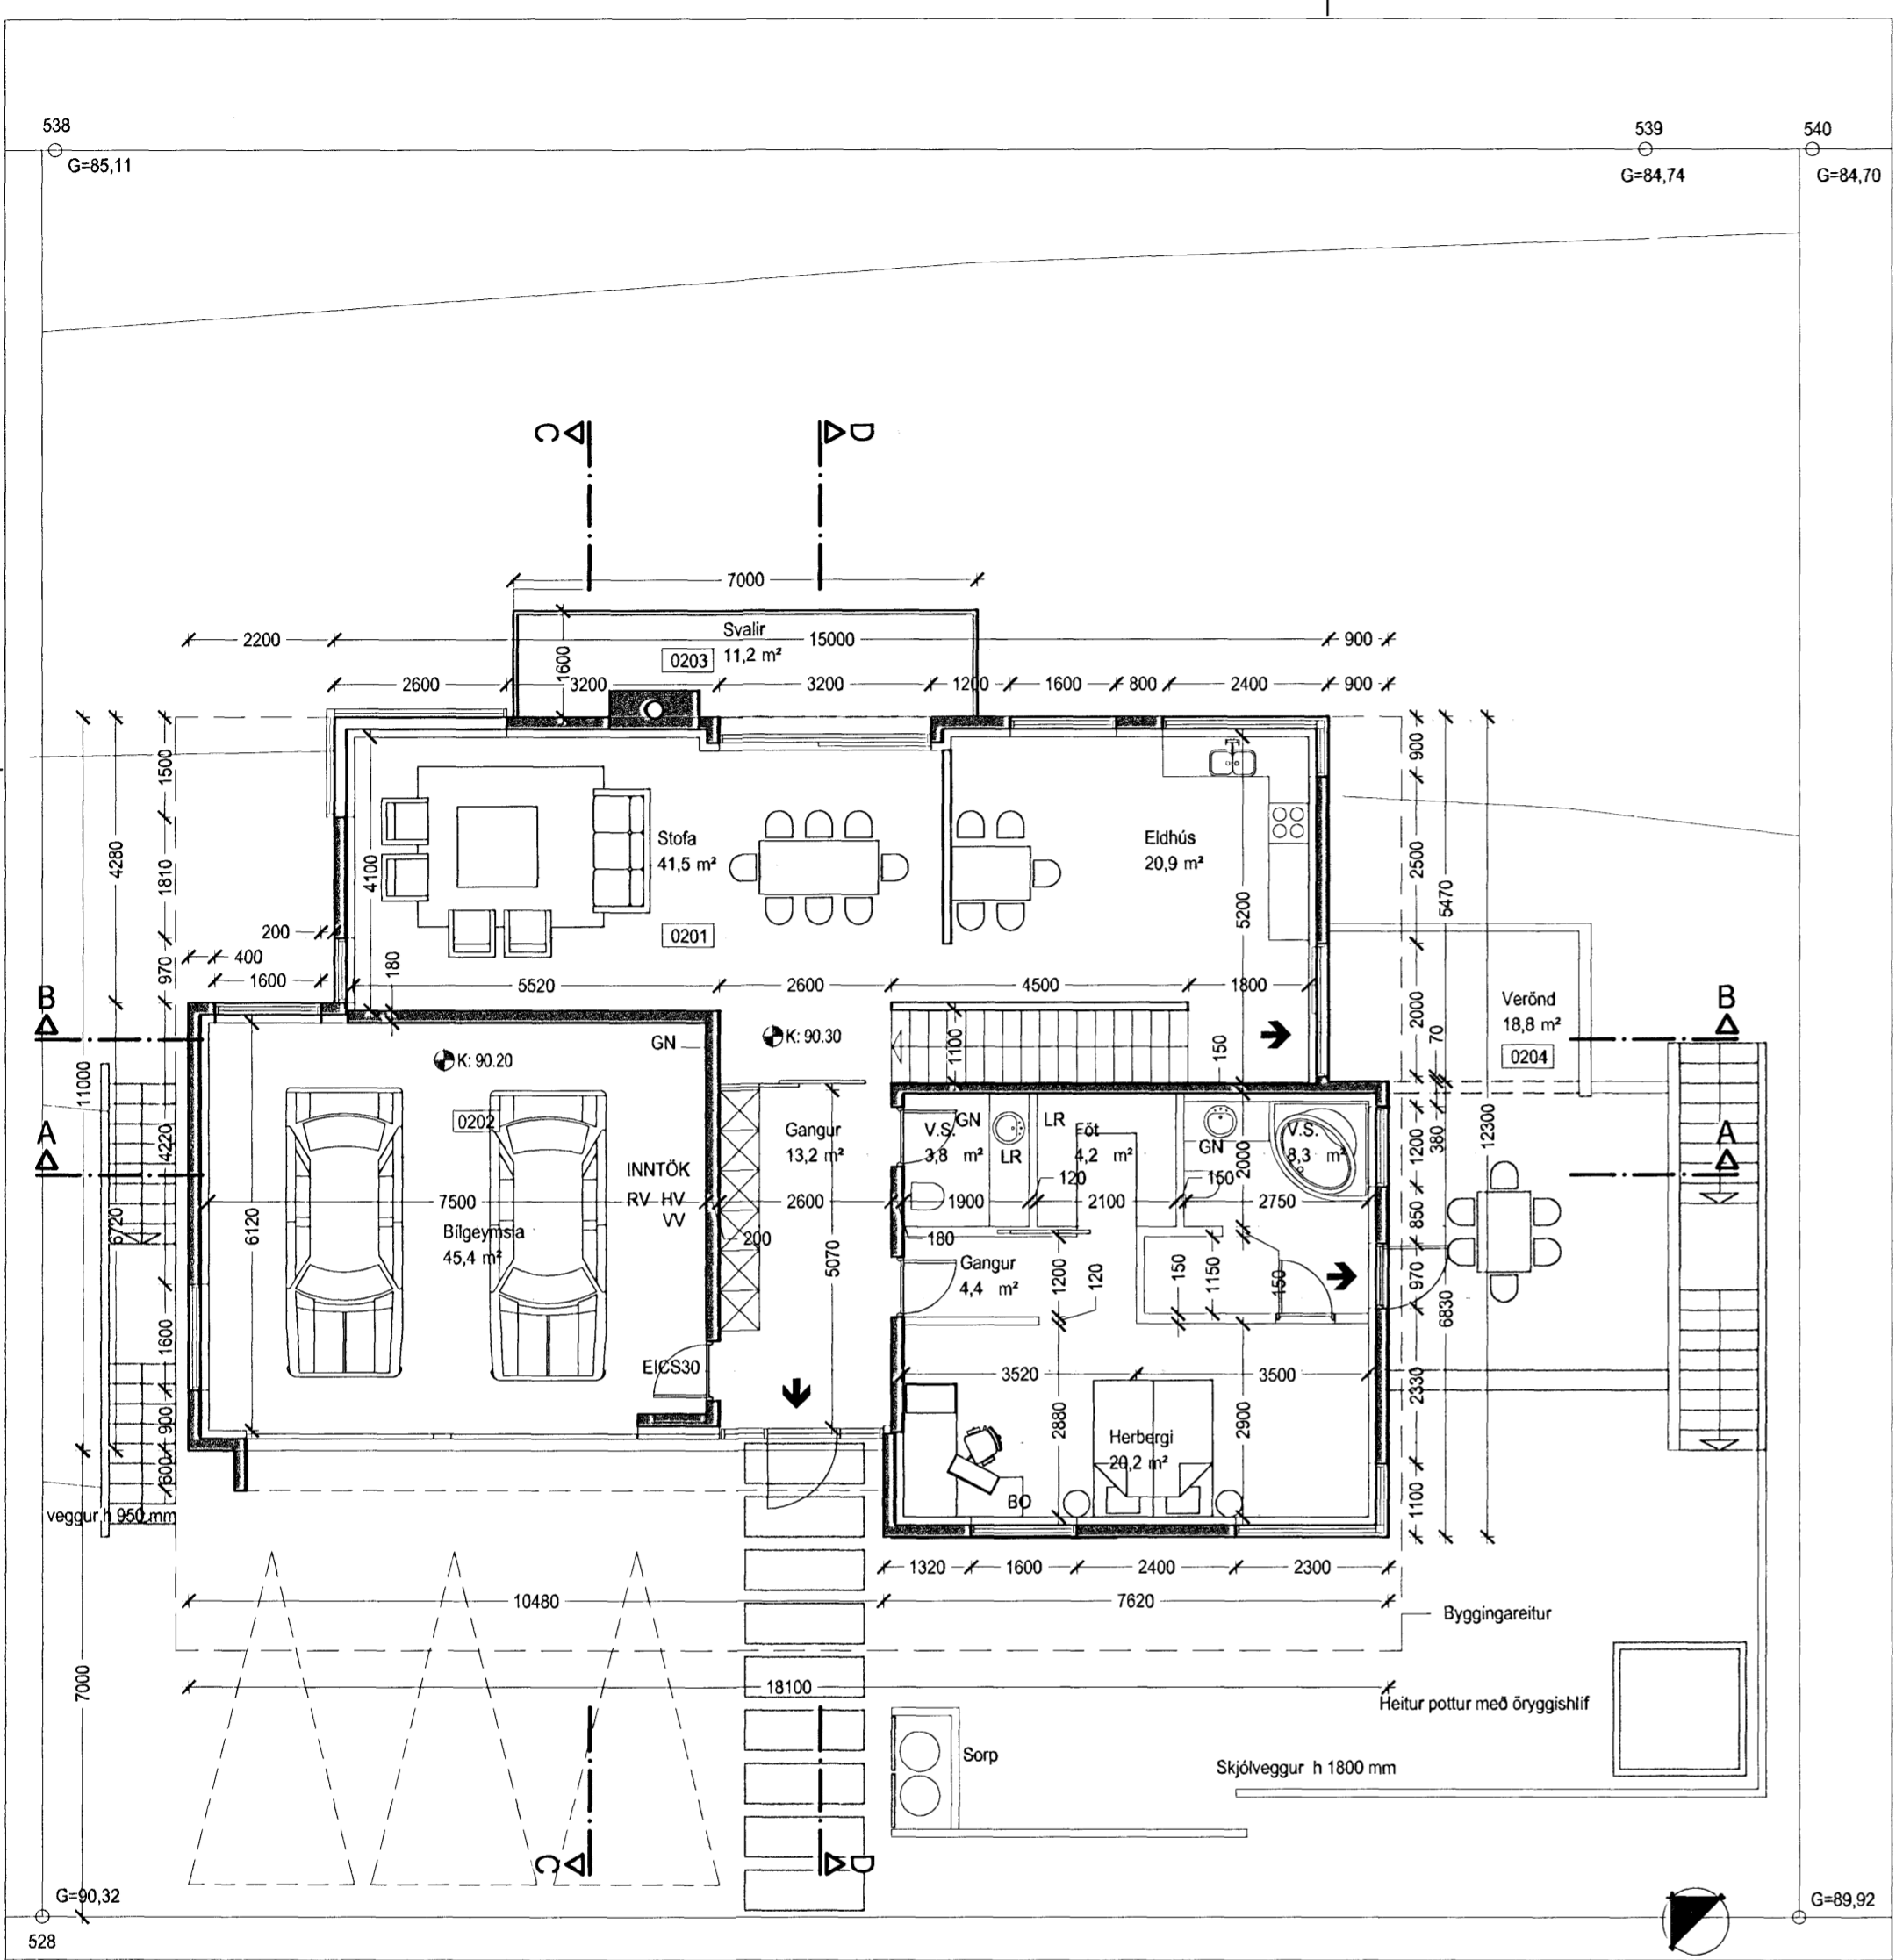 538
539
540
G=85,11
G=84,74
G=84,70
C
D
7000
2200
15000
900
Svalir
11,2 m²
0203
1600
2600
3200
3200
1200
1600
800
2400
900
1500
4280
1810
970
11000
4100
Stofa
41,5 m²
0201
Eldhús
20,9 m²
5200
900
2500
5470
2000
70
12300
200
400
1600
180
5520
2600
4500
1800
B
B
Verönd
18,8 m²
0204
K: 90.20
GN
K: 90.30
1100
150
A
A
0202
4220
6720
6120
7500
Bílgeymsla
45,4 m²
INNTÖK
RV HV
VV
200
Gangur
13,2 m²
2600
5070
V.S.
3,8 m²
GN
LR
LR
Föt
4,2 m²
GN
V.S.
8,3 m²
2000
120
150
1900
2100
2750
180
Gangur
4,4 m²
1200
120
150
1150
150
380
1200
850
970
6830
2330
1100
1600
900
600
EICS30
3520
3500
2880
2900
Herbergi
20,2 m²
BO
veggur h 950 mm
1320
1600
2400
2300
10480
7620
Byggingareitur
7000
18100
Heitur pottur með öryggishlíf
Sorp
Skjólveggur h 1800 mm
C
D
G=90,32
G=89,92
528